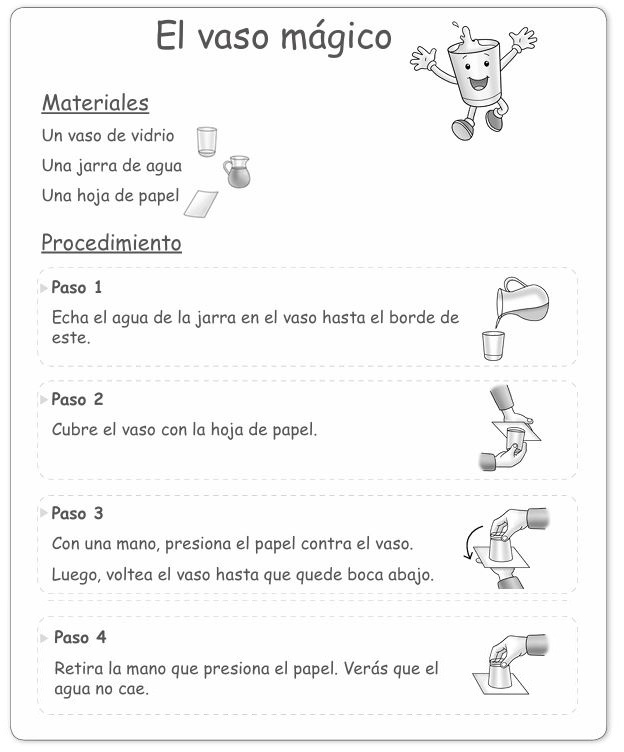 El vaso mágico
Materiales
Un vaso de vidrio
Una jarra de agua
Una hoja de papel
Procedimiento
Paso 1
Echa el agua de la jarra en el vaso hasta el borde de
este.
Paso 2
Cubre el vaso con la hoja de papel.
Paso 3
Con una mano, presiona el papel contra el vaso.
Luego, voltea el vaso hasta que quede boca abajo.
Paso 4
Retira la mano que presiona el papel. Verás que el
agua no cae.